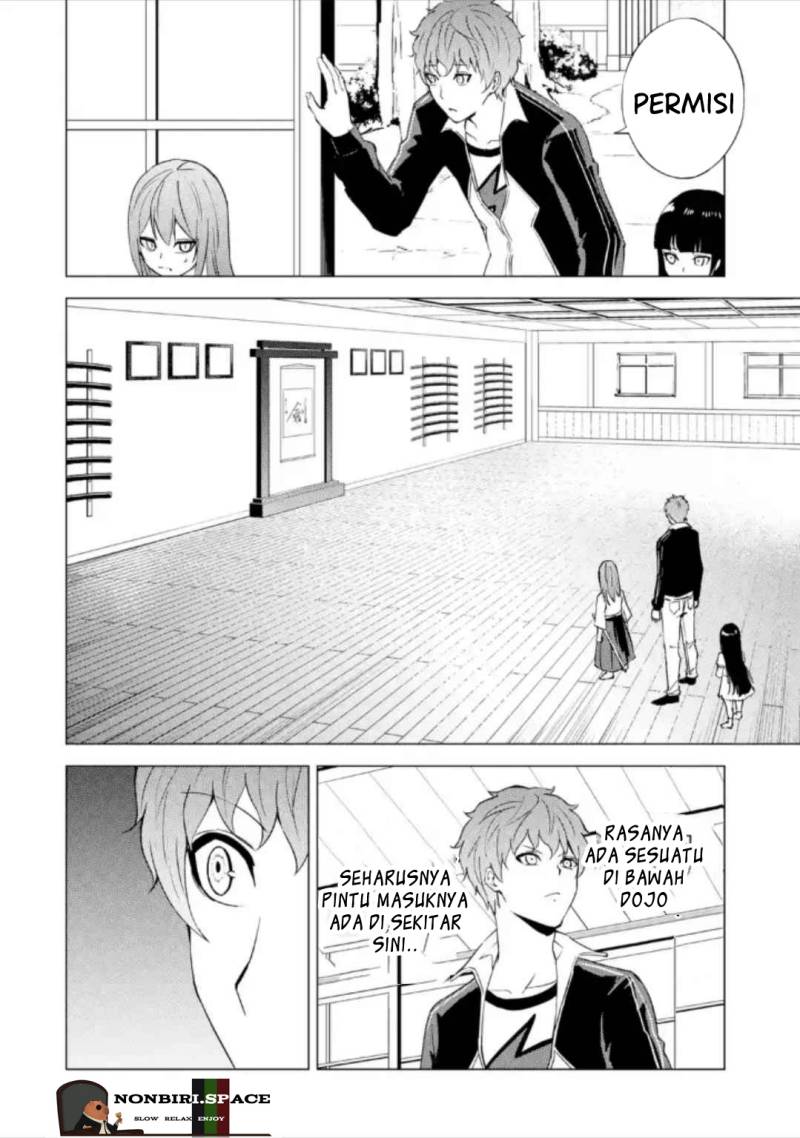 PERMISI
創
RASANYA
ADA SESUATU
DI BAWAH
DOJO
SEHARUSNYA
PINTU MASUKNYA
ADA DI SEKITAR
SINI..
NONBIRI.SPACE
SLOW RELAX ENJOY